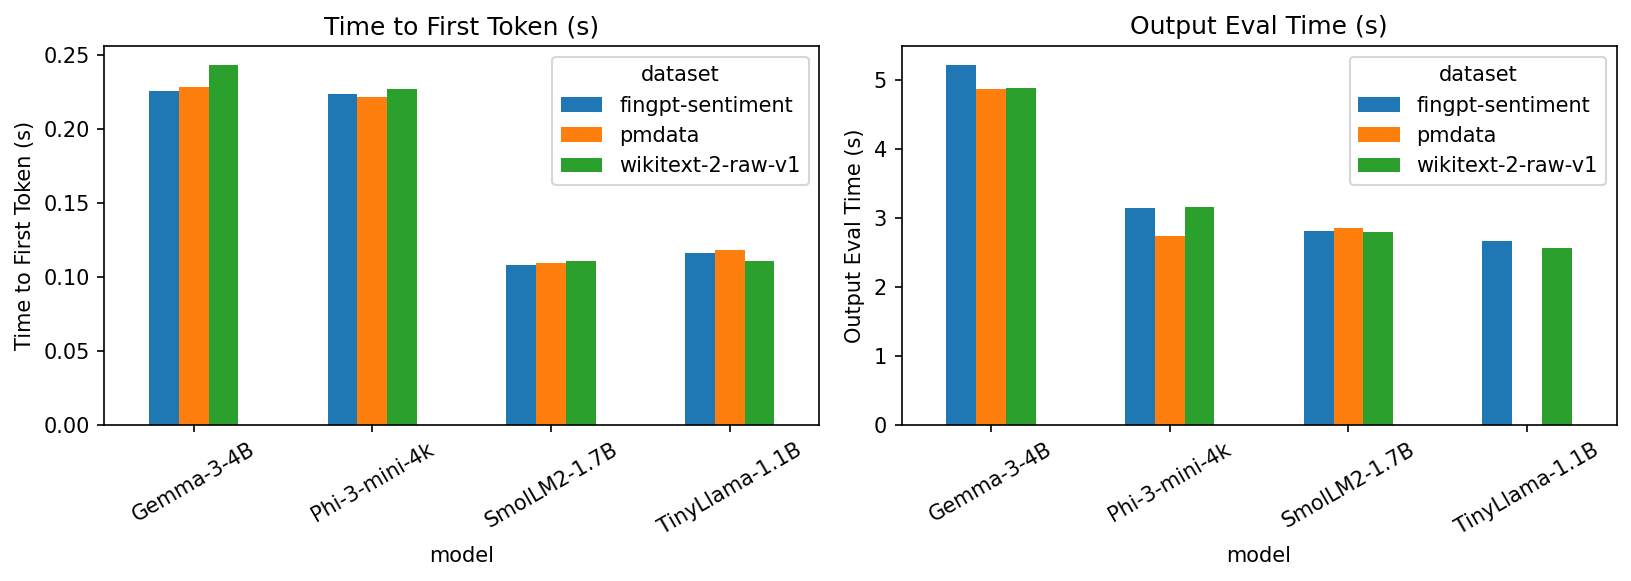 Time to First Token (s)
Time to First Token (s)
0.25
0.20
0.15
0.10
0.05
0.00
dataset
fingpt-sentiment
pmdata
wikitext-2-raw-v1
Gemma-3-4B
Phi-3-mini-4k
SmolLM2-1.7B
TinyLlama-1.1B
model
Output Eval Time (s)
Output Eval Time (s)
5
4
3
2
1
0
dataset
fingpt-sentiment
pmdata
wikitext-2-raw-v1
Gemma-3-4B
Phi-3-mini-4k
SmolLM2-1.7B
TinyLlama-1.1B
model